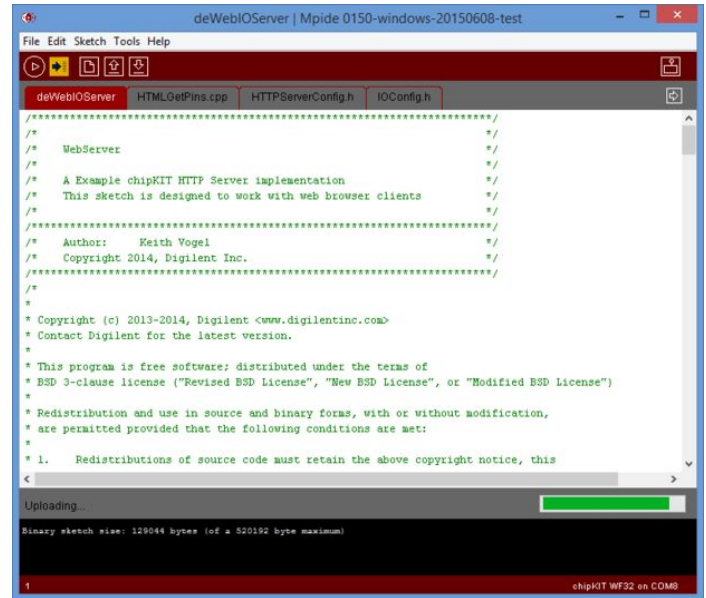 deWebIOServer | Mpide 0150-windows-20150608-test
File Edit Sketch Tools Help
deWebIOServer HTMLGetPins.cpp HTTPServerConfig.h IOConfig.h
/************************************************************************/
/* */
/* WebServer */
/* */
/* A Example chipKIT HTTP Server implementation */
/* This sketch is designed to work with web browser clients */
/* */
/************************************************************************/
/* Author: Keith Vogel */
/* Copyright 2014, Digilent Inc. */
/************************************************************************/
/*
*
* Copyright (c) 2013-2014, Digilent <www.digilentinc.com>
* Contact Digilent for the latest version.
*
* This program is free software; distributed under the terms of
* BSD 3-clause license ("Revised BSD License", "New BSD License", or "Modified BSD License")
*
* Redistribution and use in source and binary forms, with or without modification,
* are permitted provided that the following conditions are met:
*
* 1. Redistributions of source code must retain the above copyright notice, this
Uploading...
Binary sketch size: 129044 bytes (of a 520192 byte maximum)
1 chipKIT WF32 on COM8